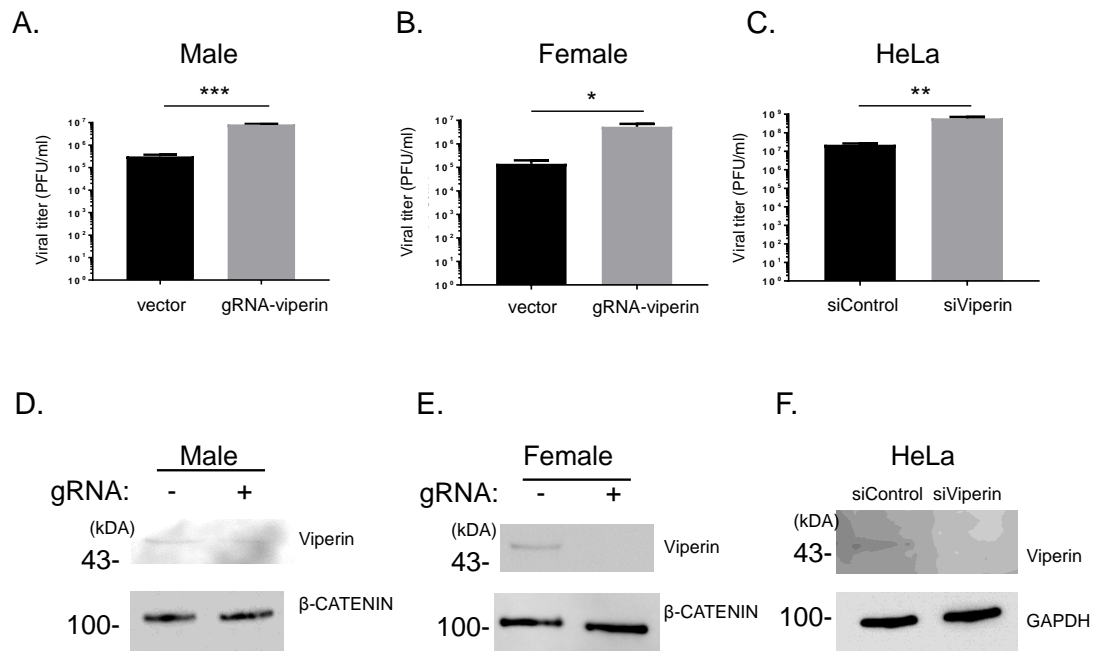 A.
Male
***
Viral titer (PFU/ml)
10⁷
10⁶
10⁵
10⁴
10³
10²
10¹
10⁰
vector gRNA-viperin
B.
Female
*
Viral titer (PFU/ml)
10⁷
10⁶
10⁵
10⁴
10³
10²
10¹
10⁰
vector gRNA-viperin
C.
HeLa
**
Viral titer (PFU/ml)
10⁹
10⁸
10⁷
10⁶
10⁵
10⁴
10³
10²
10¹
10⁰
siControl siViperin
D.
Male
gRNA: - +
(kDA)
43-
Viperin
100-
β-CATENIN
E.
Female
gRNA: - +
(kDA)
43-
Viperin
100-
β-CATENIN
F.
HeLa
siControl siViperin
(kDA)
43-
Viperin
100-
GAPDH